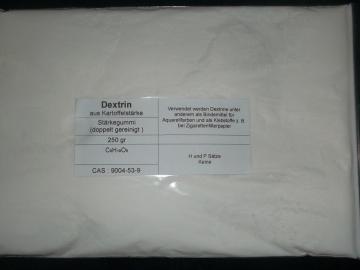 Dextrin
aus Kartoffelstärke
Stärkegummi
(doppelt gereinigt )
250 gr
C₆H₁₀O₅
CAS : 9004-53-9
Verwendet werden Dextrine unter
anderem als Bindemittel für
Aquarellfarben und als Klebstoffe z. B.
bei Zigarettenfilterpapier
H und P Sätze
Keine